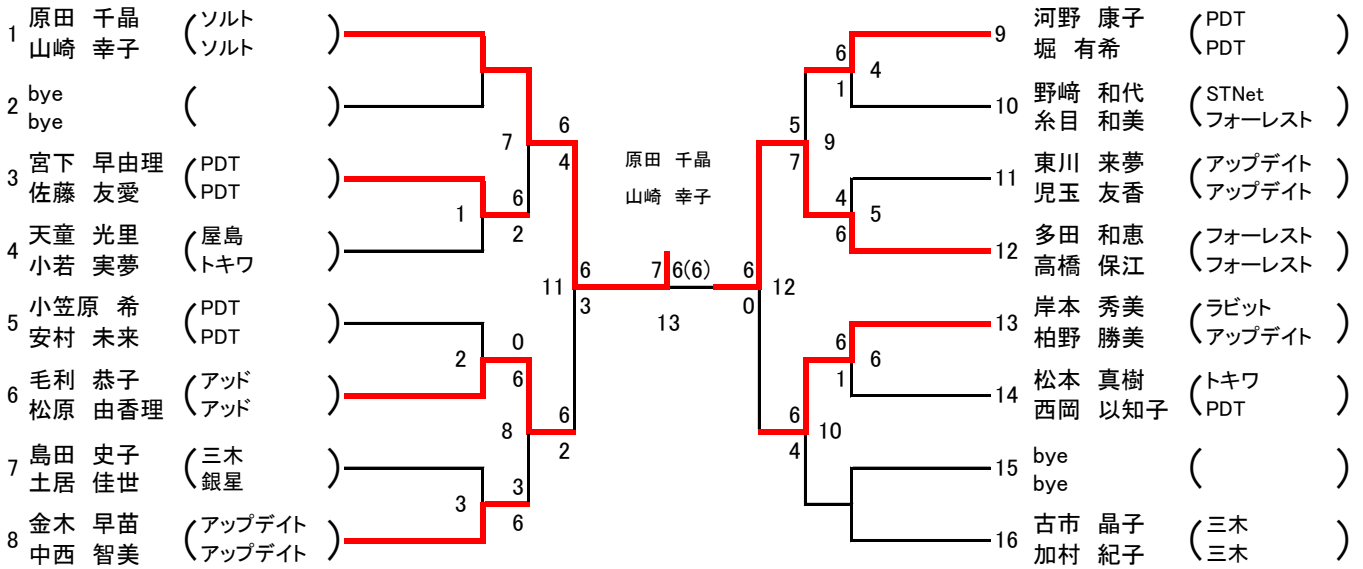 1 原田 千晶 (ソルト)
山崎 幸子 ソルト
2 bye ( )
bye
3 宮下 早由理 (PDT)
佐藤 友愛 PDT
4 天童 光里 (屋島)
小若 実夢 トキワ
5 小笠原 希 (PDT)
安村 未来 PDT
6 毛利 恭子 (アッド)
松原 由香理 アッド
7 島田 史子 (三木)
土居 佳世 銀星
8 金木 早苗 (アップデイト)
中西 智美 アップデイト
1
6
2
2
0
6
3
3
6
7
6
4
8
6
2
11
6
3
原田 千晶
山崎 幸子
7 6(6)
13
6
0
12
5
7
9
6
4
10
6
1
4
4
6
5
6
1
6
9 河野 康子 (PDT)
堀 有希 PDT
10 野﨑 和代 (STNet)
糸目 和美 フォーレスト
11 東川 来夢 (アップデイト)
児玉 友香 アップデイト
12 多田 和恵 (フォーレスト)
高橋 保江 フォーレスト
13 岸本 秀美 (ラビット)
柏野 勝美 アップデイト
14 松本 真樹 (トキワ)
西岡 以知子 PDT
15 bye ( )
bye
16 古市 晶子 (三木)
加村 紀子 三木